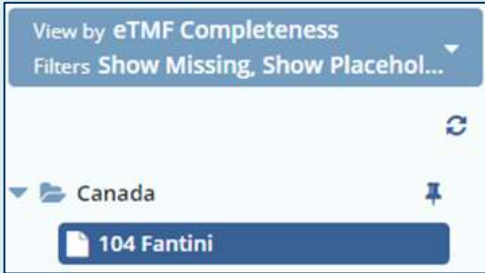 View by eTMF Completeness
Filters Show Missing, Show Placehol...
Canada
104 Fantini